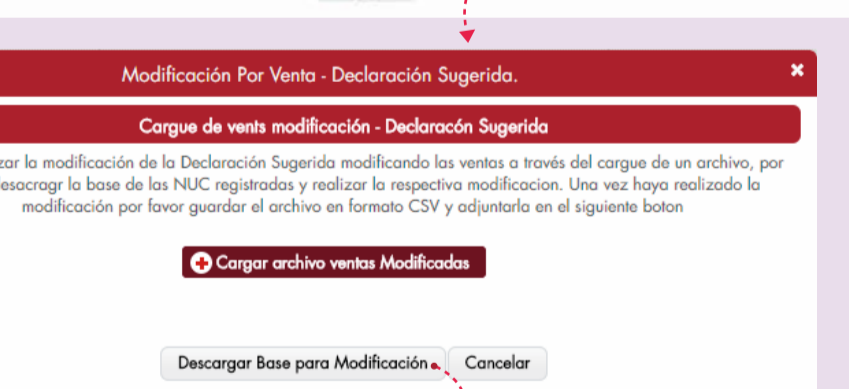 Modificación Por Venta - Declaración Sugerida.
Cargue de vents modificación - Declaracón Sugerida
zar la modificación de la Declaración Sugerida modificando las ventas a través del cargue de un archivo, por
desacragr la base de las NUC registradas y realizar la respectiva modificacion. Una vez haya realizado la
modificación por favor guardar el archivo en formato CSV y adjuntarla en el siguiente boton
Cargar archivo ventas Modificadas
Descargar Base para Modificación Cancelar